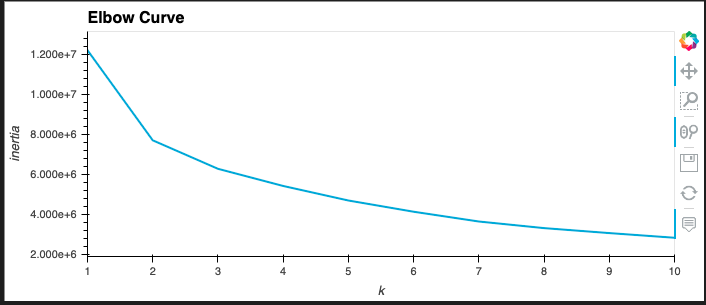 Elbow Curve
inertia
1.200e+7
1.000e+7
8.000e+6
6.000e+6
4.000e+6
2.000e+6
1 2 3 4 5 6 7 8 9 10
k